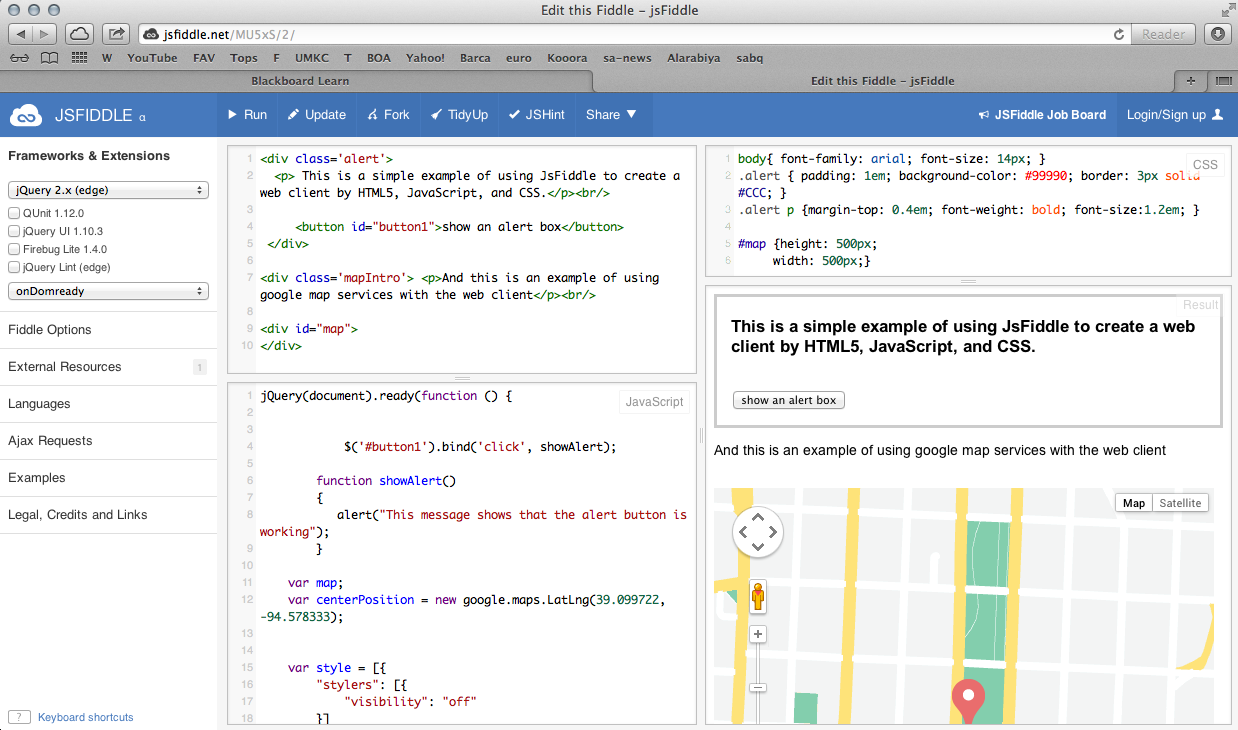 Edit this Fiddle – jsFiddle
jsfiddle.net/MU5xS/2/
Reader
W YouTube FAV Tops F UMKC T BOA Yahoo! Barca euro Kooora sa-news Alarabiya sabq
Blackboard Learn
Edit this Fiddle – jsFiddle
+
JSFIDDLE α
Run
Update
Fork
TidyUp
JSHint
Share ▼
JSFiddle Job Board
Login/Sign up
Frameworks & Extensions
jQuery 2.x (edge)
QUnit 1.12.0
jQuery UI 1.10.3
Firebug Lite 1.4.0
jQuery Lint (edge)
onDomready
Fiddle Options
External Resources 1
Languages
Ajax Requests
Examples
Legal, Credits and Links
? Keyboard shortcuts
1 <div class='alert'>
2 <p> This is a simple example of using JsFiddle to create a
web client by HTML5, JavaScript, and CSS.</p><br/>
3
4 <button id="button1">show an alert box</button>
5 </div>
6
7 <div class='mapIntro'> <p>And this is an example of using
google map services with the web client</p><br/>
8
9 <div id="map">
10 </div>
JavaScript
1 jQuery(document).ready(function () {
2
3
4 $('#button1').bind('click', showAlert);
5
6 function showAlert()
7 {
8 alert("This message shows that the alert button is
working");
9 }
10
11 var map;
12 var centerPosition = new google.maps.LatLng(39.099722,
-94.578333);
13
14
15 var style = [{
16 "stylers": [{
17 "visibility": "off"
18 }]
CSS
1 body{ font-family: arial; font-size: 14px; }
2 .alert { padding: 1em; background-color: #99990; border: 3px solid
#CCC; }
3 .alert p {margin-top: 0.4em; font-weight: bold; font-size:1.2em; }
4
5 #map {height: 500px;
6 width: 500px;}
Result
This is a simple example of using JsFiddle to create a web
client by HTML5, JavaScript, and CSS.
show an alert box
And this is an example of using google map services with the web client
Map Satellite
+
−